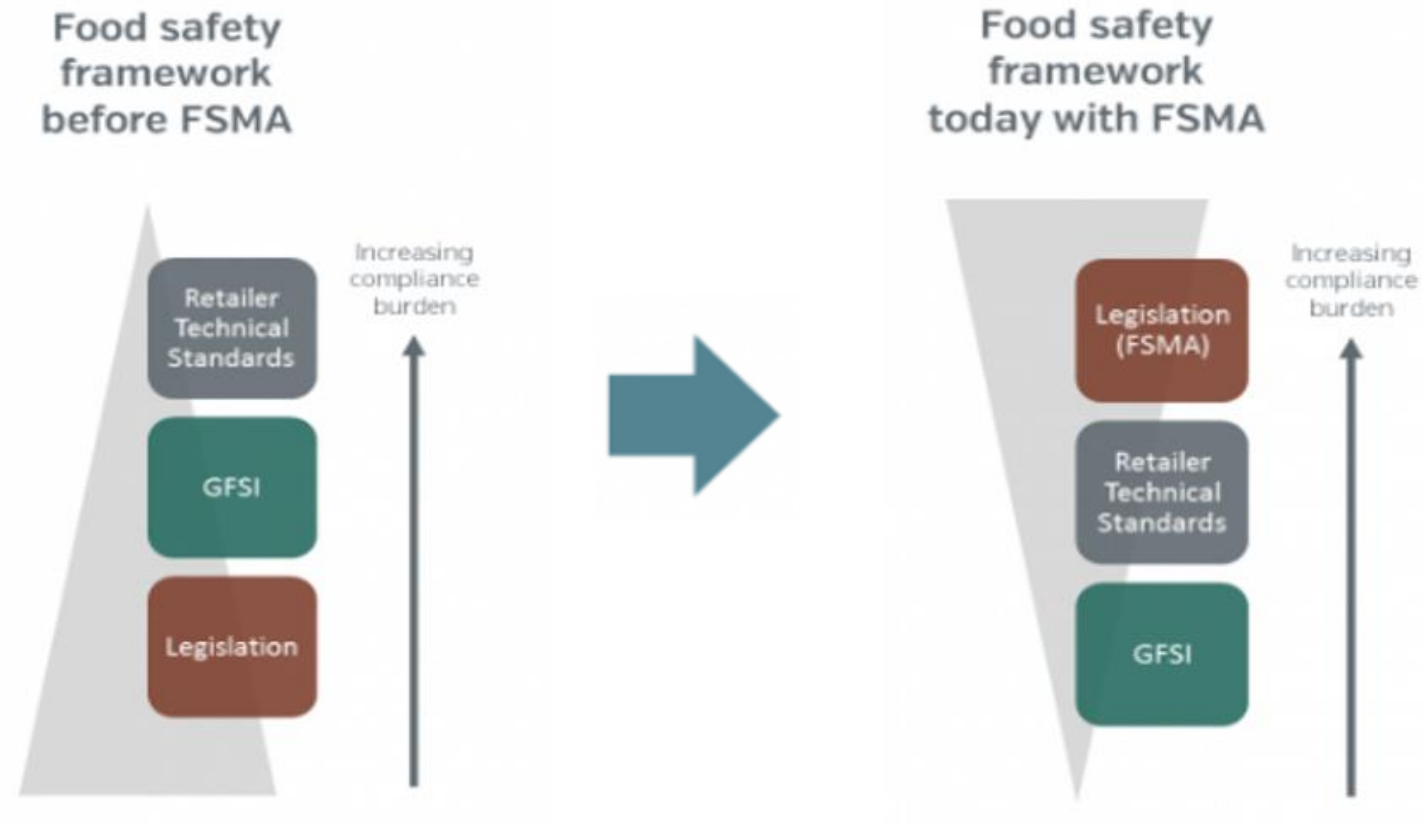 Food safety
framework
before FSMA
Increasing
compliance
burden
Retailer
Technical
Standards
GFSI
Legislation
Food safety
framework
today with FSMA
Increasing
compliance
burden
Legislation
(FSMA)
Retailer
Technical
Standards
GFSI